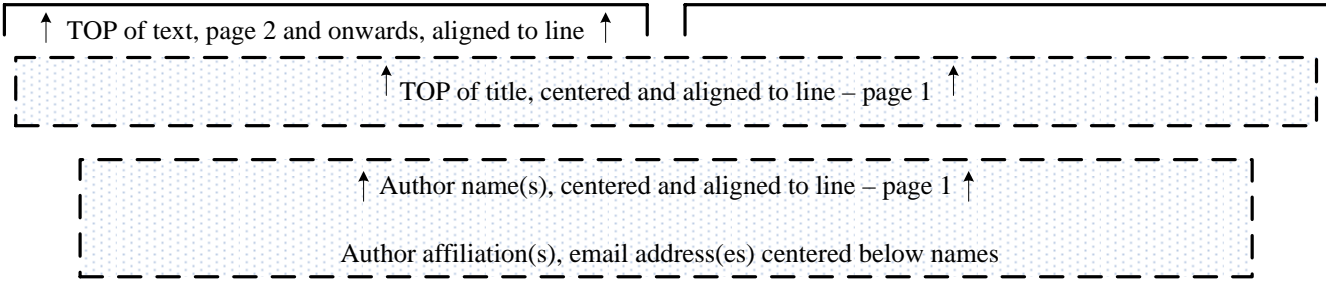 TOP of text, page 2 and onwards, aligned to line
TOP of title, centered and aligned to line – page 1
Author name(s), centered and aligned to line – page 1
Author affiliation(s), email address(es) centered below names